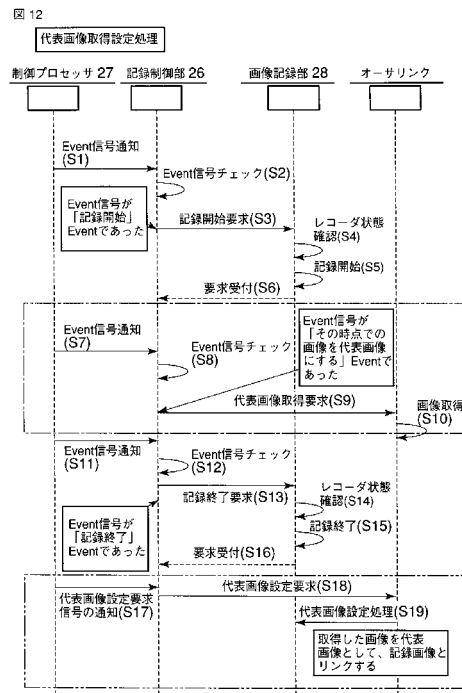 図 12
代表画像取得設定処理
制御プロセッサ 27
記録制御部 26
画像記録部 28
オーサリンク
Event信号通知
(S1)
Event信号チェック(S2)
Event信号が
「記録開始」
Eventであった
記録開始要求(S3)
レコーダ状態
確認(S4)
記録開始(S5)
要求受付(S6)
Event信号が
「その時点での
画像を代表画像
にする」Eventで
あった
Event信号通知
(S7)
Event信号チェック
(S8)
代表画像取得要求(S9)
画像取得
(S10)
Event信号通知
(S11)
Event信号チェック
(S12)
記録終了要求(S13)
レコーダ状態
確認(S14)
Event信号が
「記録終了」
Eventであった
記録終了(S15)
要求受付(S16)
代表画像設定要求
信号の通知(S17)
代表画像設定要求(S18)
代表画像設定処理(S19)
取得した画像を代表
画像として、記録画像と
リンクする